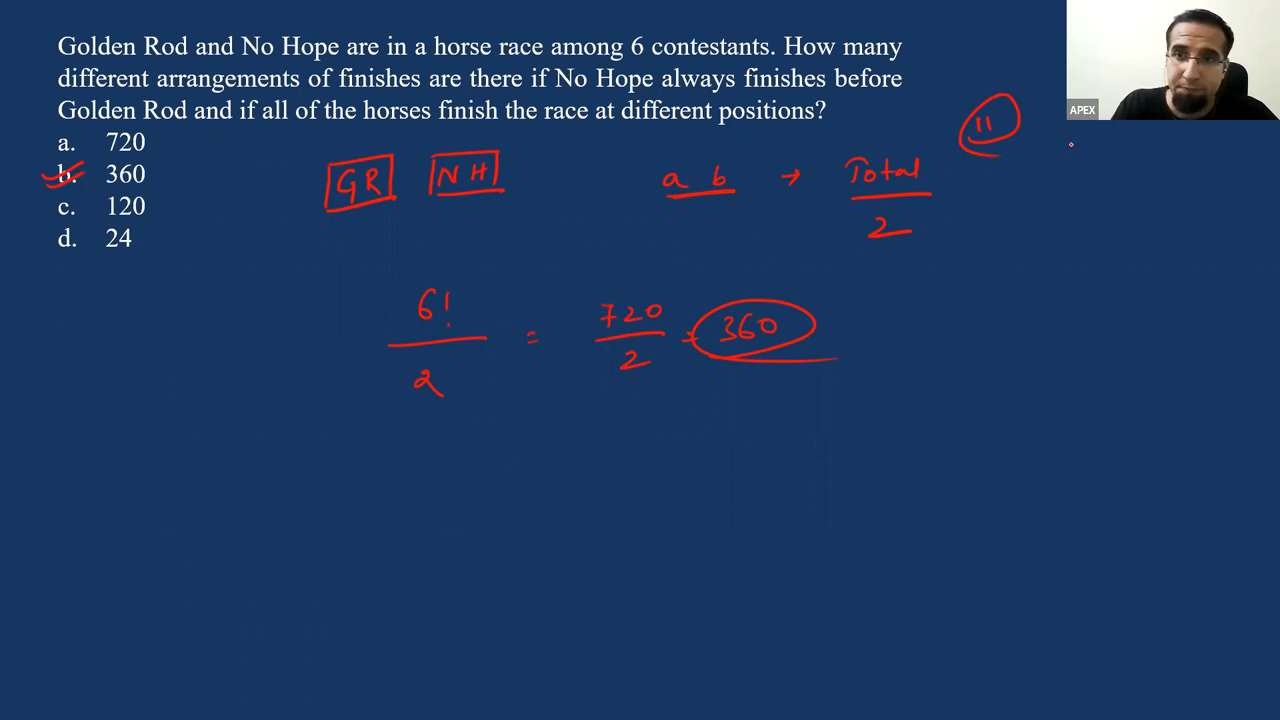 Golden Rod and No Hope are in a horse race among 6 contestants. How many
different arrangements of finishes are there if No Hope always finishes before
Golden Rod and if all of the horses finish the race at different positions?
a. 720
b. 360
c. 120
d. 24
APEX
11
GR NH a b → Total
2
6!
2
= 720
2
= 360